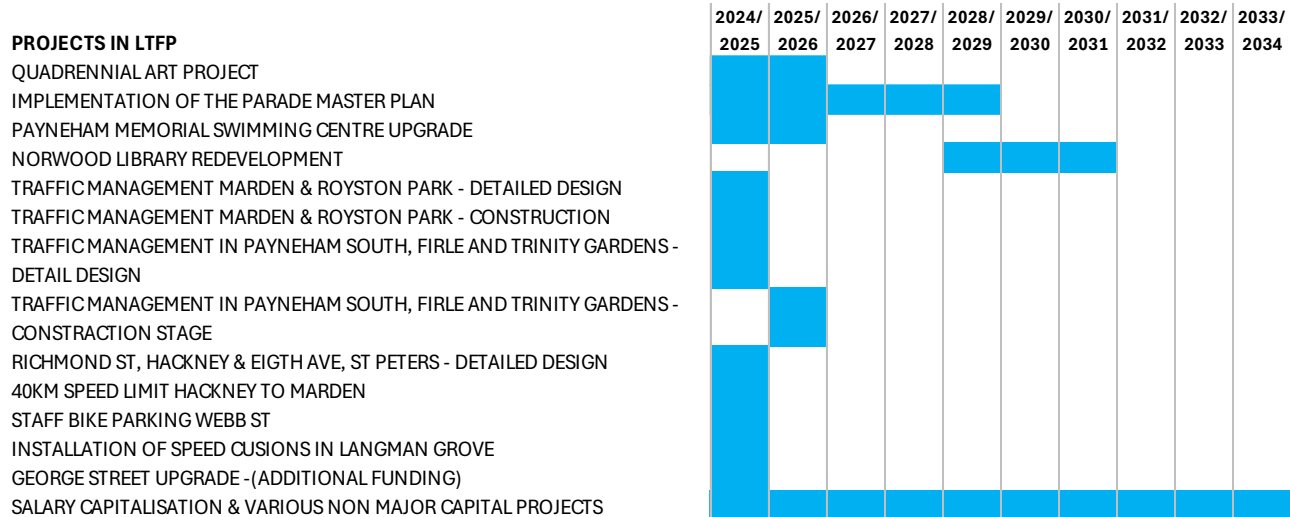 2024/ 2025/ 2026/ 2027/ 2028/ 2029/ 2030/ 2031/ 2032/ 2033/
PROJECTS IN LTFP 2025 2026 2027 2028 2029 2030 2031 2032 2033 2034
QUADRENNIAL ART PROJECT
IMPLEMENTATION OF THE PARADE MASTER PLAN
PAYNEHAM MEMORIAL SWIMMING CENTRE UPGRADE
NORWOOD LIBRARY REDEVELOPMENT
TRAFFIC MANAGEMENT MARDEN & ROYSTON PARK - DETAILED DESIGN
TRAFFIC MANAGEMENT MARDEN & ROYSTON PARK - CONSTRUCTION
TRAFFIC MANAGEMENT IN PAYNEHAM SOUTH, FIRLE AND TRINITY GARDENS -
DETAIL DESIGN
TRAFFIC MANAGEMENT IN PAYNEHAM SOUTH, FIRLE AND TRINITY GARDENS -
CONSTRACTION STAGE
RICHMOND ST, HACKNEY & EIGTH AVE, ST PETERS - DETAILED DESIGN
40KM SPEED LIMIT HACKNEY TO MARDEN
STAFF BIKE PARKING WEBB ST
INSTALLATION OF SPEED CUSIONS IN LANGMAN GROVE
GEORGE STREET UPGRADE -(ADDITIONAL FUNDING)
SALARY CAPITALISATION & VARIOUS NON MAJOR CAPITAL PROJECTS